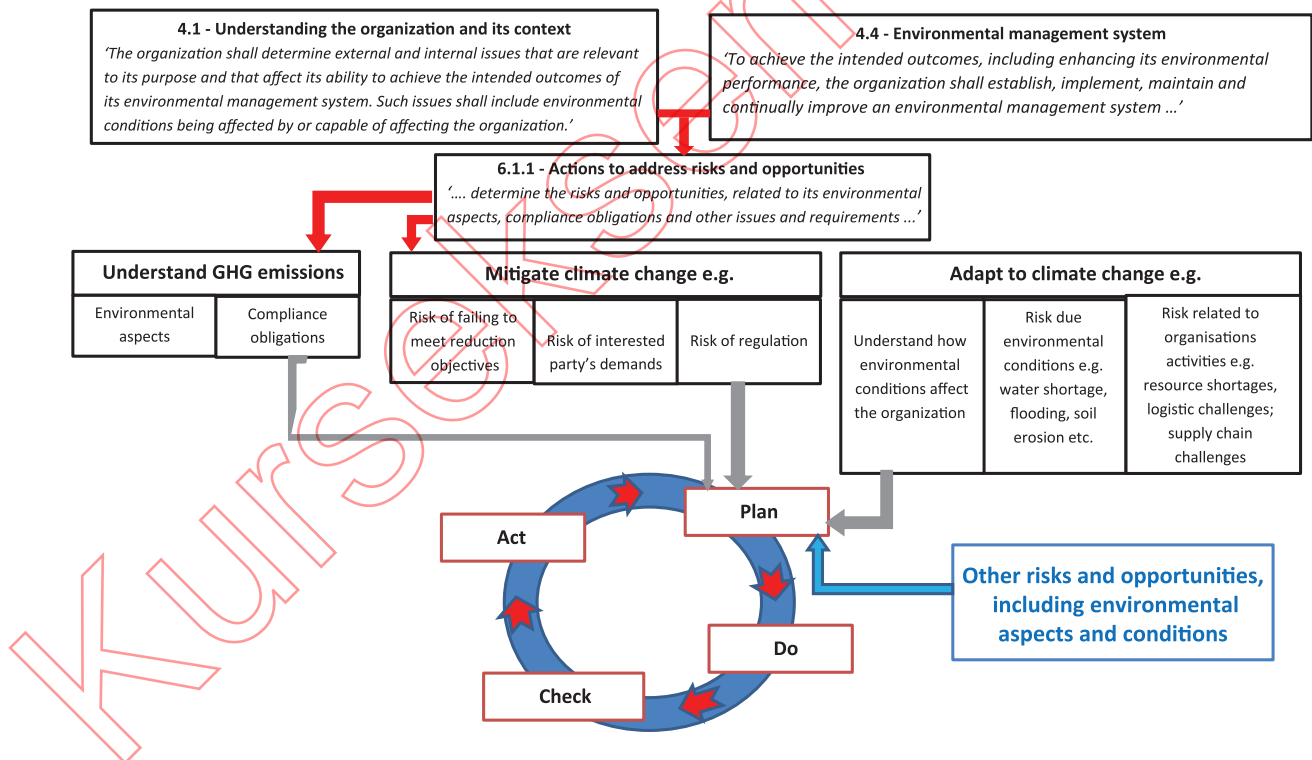 4.1 - Understanding the organization and its context
‘The organization shall determine external and internal issues that are relevant
to its purpose and that affect its ability to achieve the intended outcomes of
its environmental management system. Such issues shall include environmental
conditions being affected by or capable of affecting the organization.’
4.4 - Environmental management system
‘To achieve the intended outcomes, including enhancing its environmental
performance, the organization shall establish, implement, maintain and
continually improve an environmental management system ...’
6.1.1 - Actions to address risks and opportunities
‘.... determine the risks and opportunities, related to its environmental
aspects, compliance obligations and other issues and requirements ...’
Understand GHG emissions
Environmental
aspects
Compliance
obligations
Mitigate climate change e.g.
Risk of failing to
meet reduction
objectives
Risk of interested
party’s demands
Risk of regulation
Adapt to climate change e.g.
Understand how
environmental
conditions affect
the organization
Risk due
environmental
conditions e.g.
water shortage,
flooding, soil
erosion etc.
Risk related to
organisations
activities e.g.
resource shortages,
logistic challenges;
supply chain
challenges
Plan
Act
Do
Check
Other risks and opportunities,
including environmental
aspects and conditions
Kurseksen